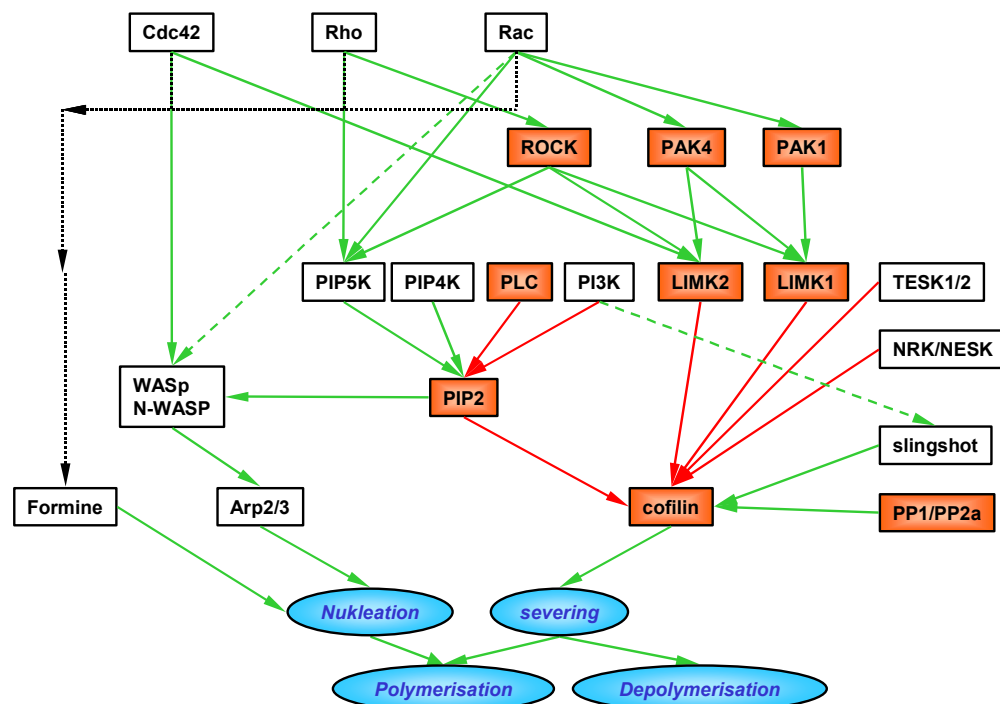 Cdc42
Rho
Rac
ROCK
PAK4
PAK1
PIP5K
PIP4K
PLC
PI3K
LIMK2
LIMK1
TESK1/2
NRK/NESK
WASp
N-WASP
PIP2
slingshot
Formine
Arp2/3
cofilin
PP1/PP2a
Nukleation
severing
Polymerisation
Depolymerisation